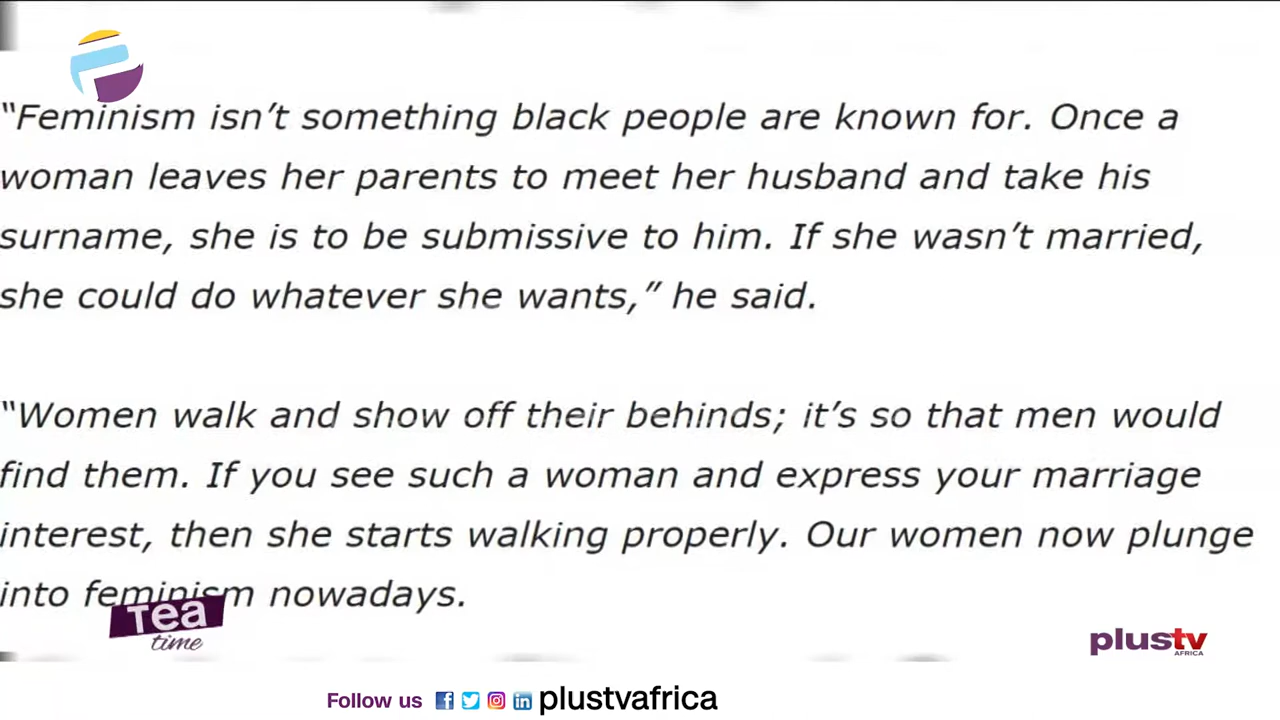 “Feminism isn’t something black people are known for. Once a
woman leaves her parents to meet her husband and take his
surname, she is to be submissive to him. If she wasn’t married,
she could do whatever she wants,” he said.
“Women walk and show off their behinds; it’s so that men would
find them. If you see such a woman and express your marriage
interest, then she starts walking properly. Our women now plunge
into feminism nowadays.
Tea
time
plustv
AFRICA
Follow us plustvafrica